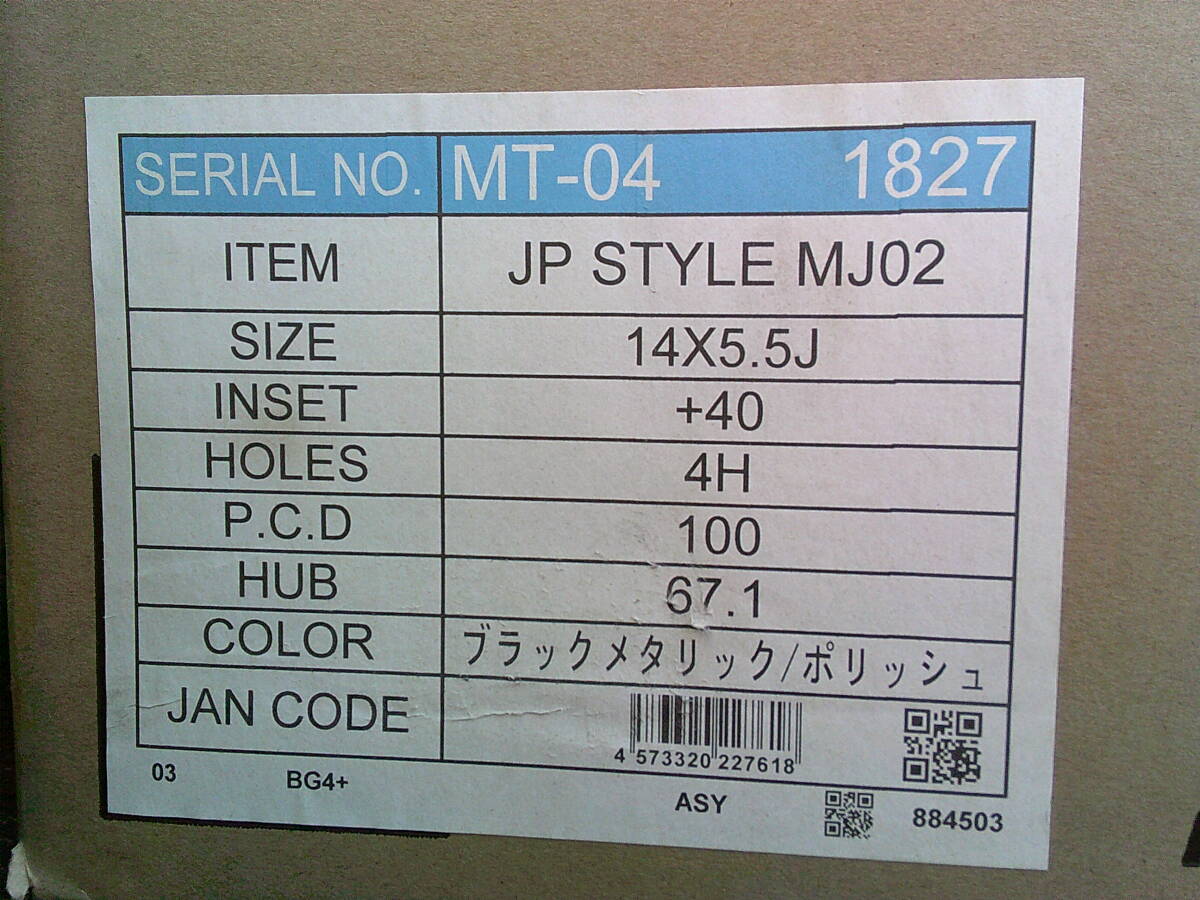 SERIAL NO. MT-04 1827
ITEM JP STYLE MJ02
SIZE 14X5.5J
INSET +40
HOLES 4H
P.C.D 100
HUB 67.1
COLOR ブラックメタリック/ポリッシュ
JAN CODE
4 573320 227618
03 BG4+ ASY 884503